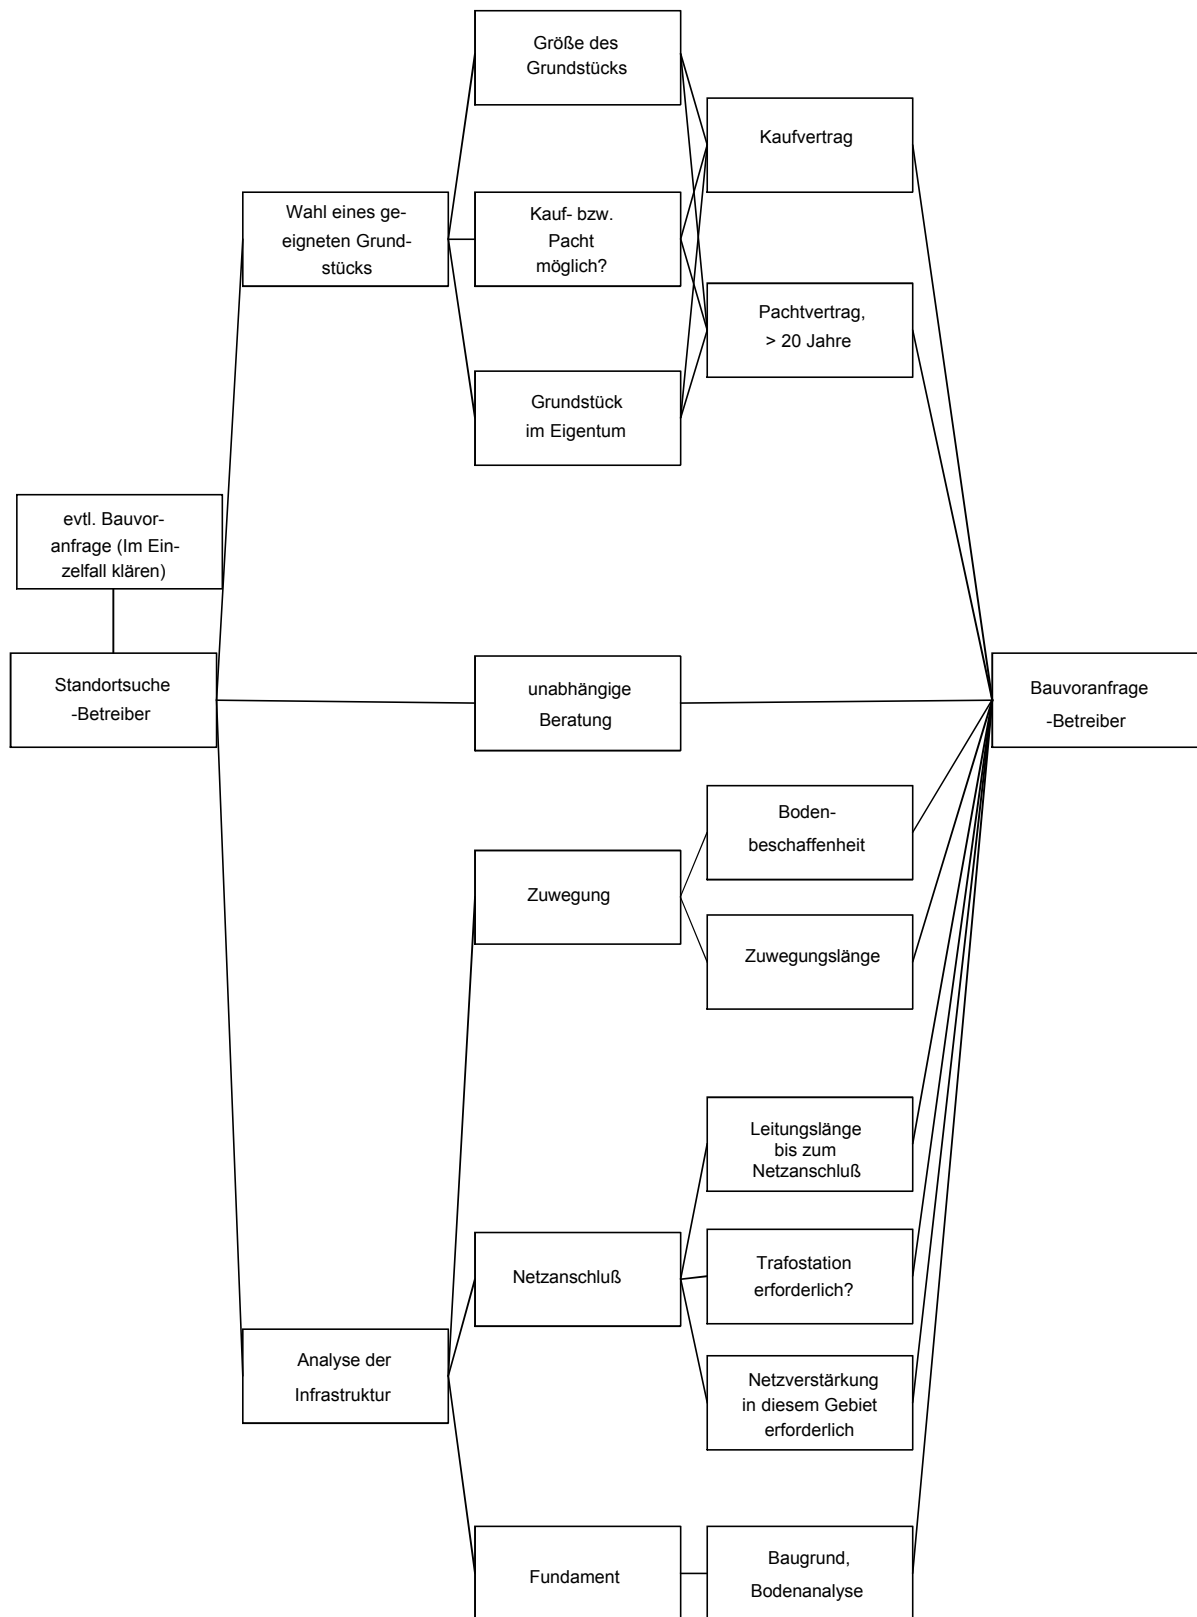 Größe des
Grundstücks
Kaufvertrag
Wahl eines ge-
eigneten Grund-
stücks
Kauf- bzw.
Pacht
möglich?
Pachtvertrag,
> 20 Jahre
Grundstück
im Eigentum
evtl. Bauvor-
anfrage (Im Ein-
zelfall klären)
Standortsuche
-Betreiber
unabhängige
Beratung
Bauvoranfrage
-Betreiber
Boden-
beschaffenheit
Zuwegung
Zuwegungslänge
Leitungslänge
bis zum
Netzanschluß
Netzanschluß
Trafostation
erforderlich?
Analyse der
Infrastruktur
Netzverstärkung
in diesem Gebiet
erforderlich
Fundament
Baugrund,
Bodenanalyse